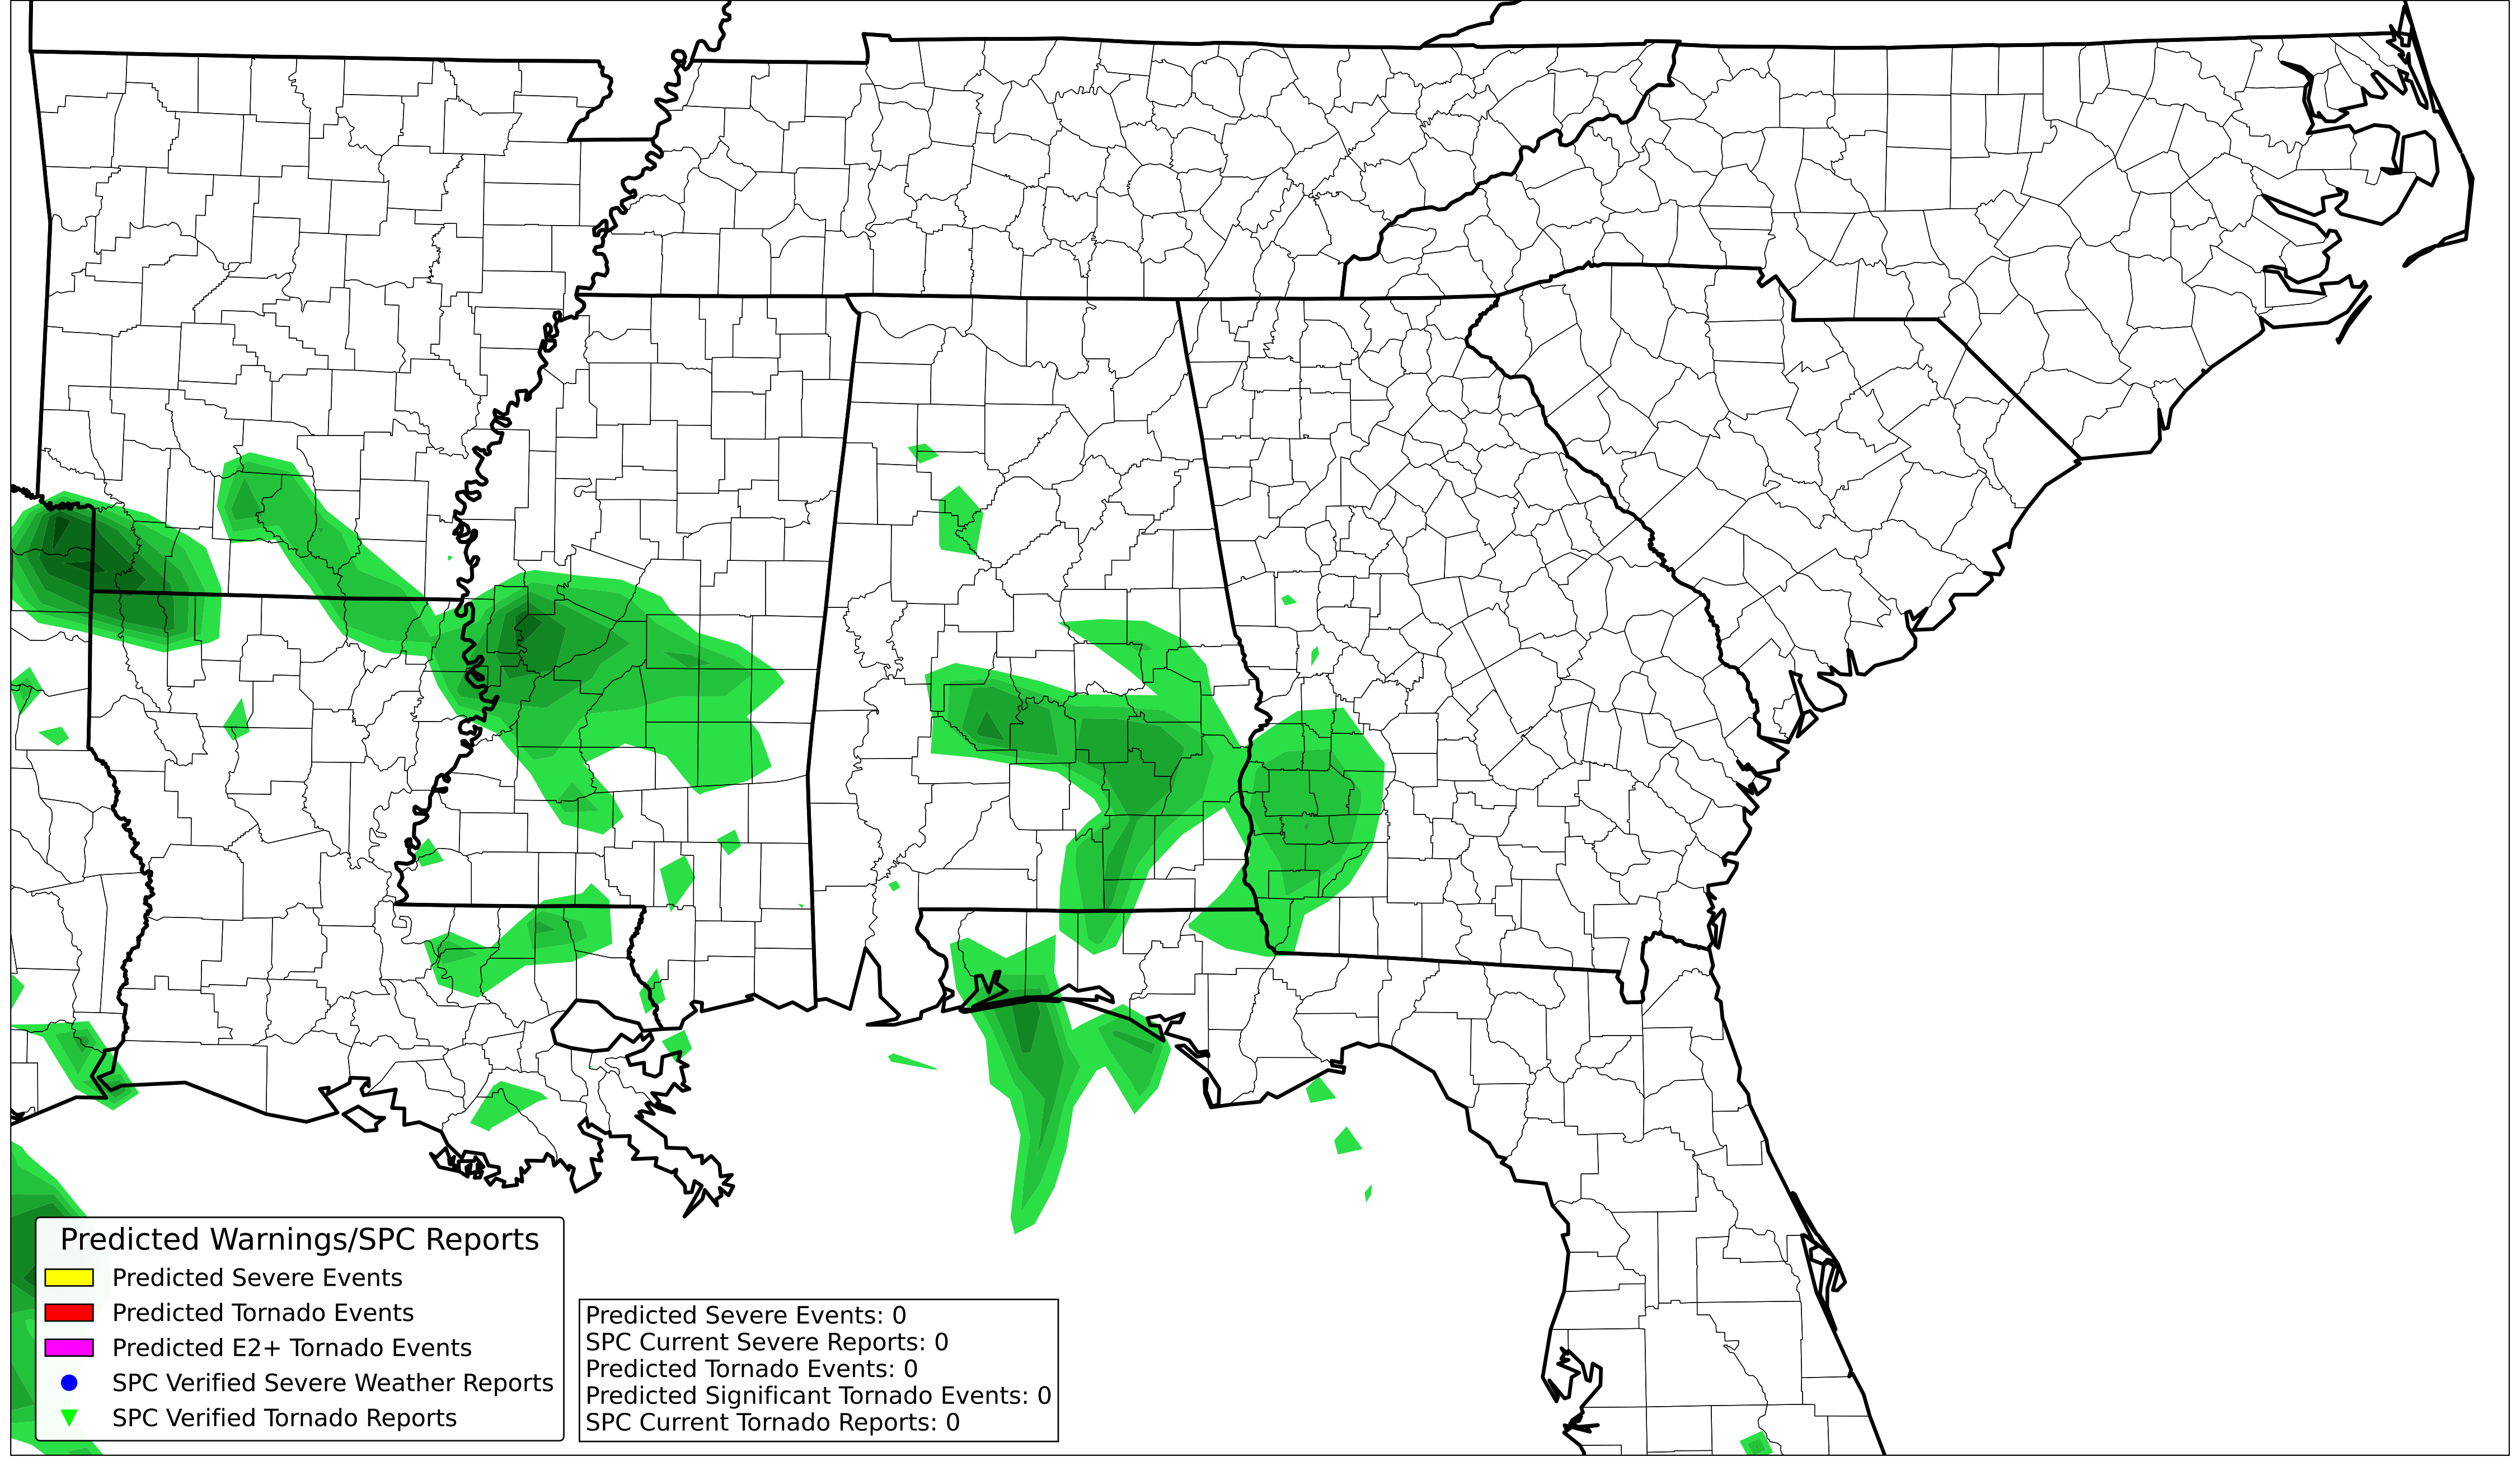 Predicted Warnings/SPC Reports
Predicted Severe Events
Predicted Tornado Events
Predicted E2+ Tornado Events
SPC Verified Severe Weather Reports
SPC Verified Tornado Reports
Predicted Severe Events: 0
SPC Current Severe Reports: 0
Predicted Tornado Events: 0
Predicted Significant Tornado Events: 0
SPC Current Tornado Reports: 0